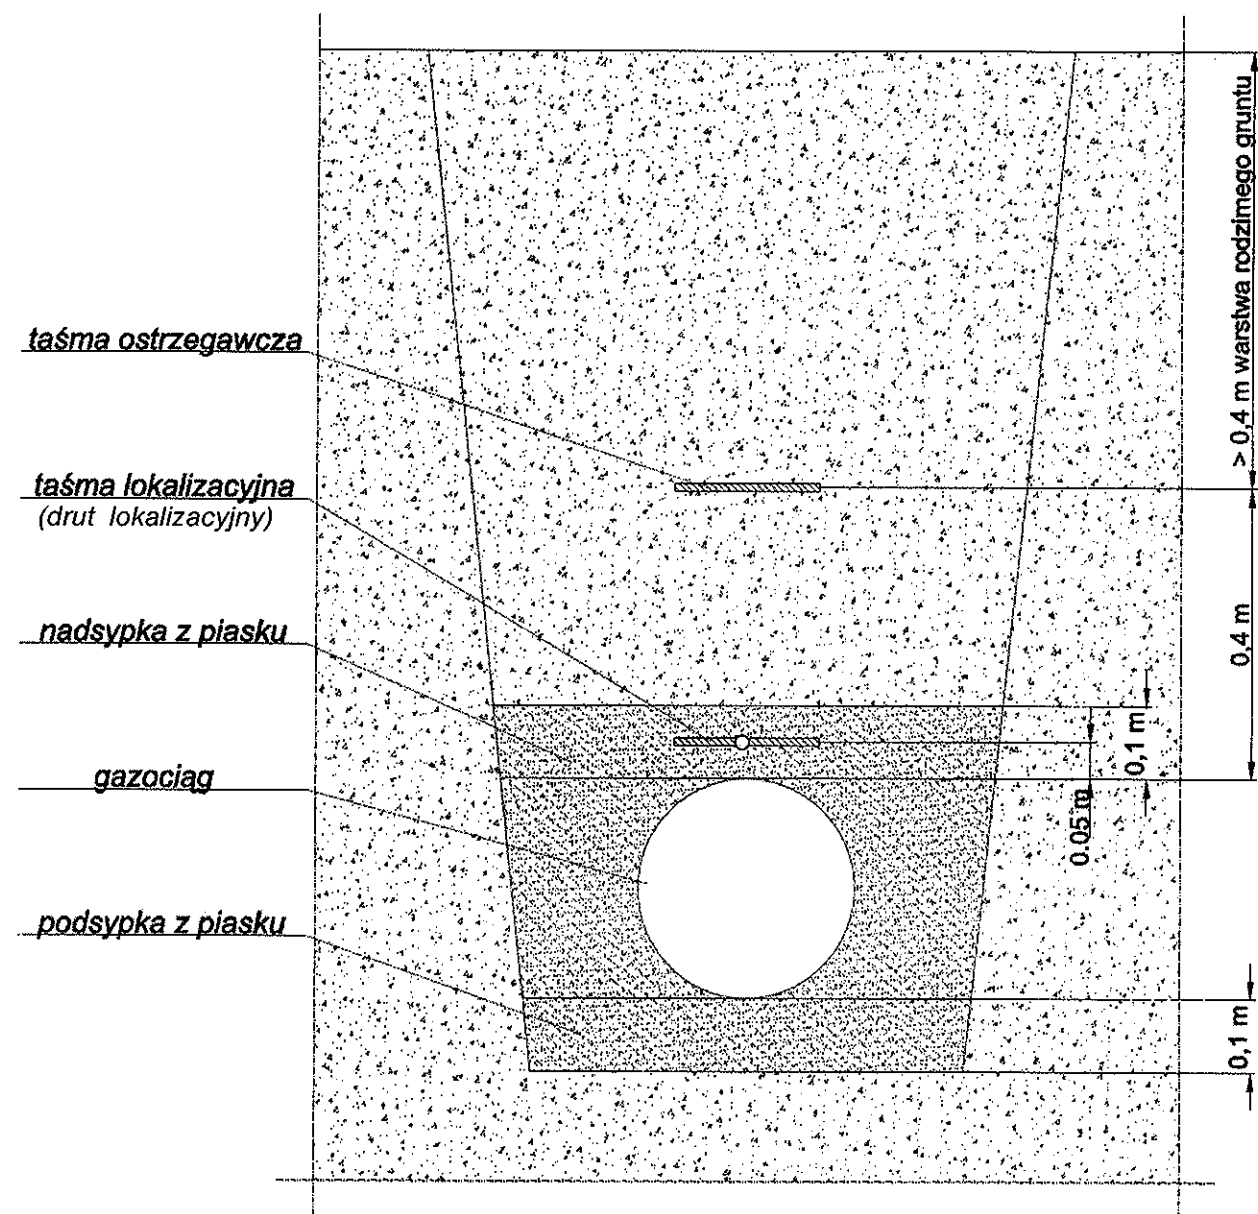 taśma ostrzegawcza
taśma lokalizacyjna
(drut lokalizacyjny)
nadsypka z piasku
gazociąg
podsypka z piasku
> 0,4 m warstwa rodzimego gruntu
0,4 m
0,1 m
0.05 m
0,1 m